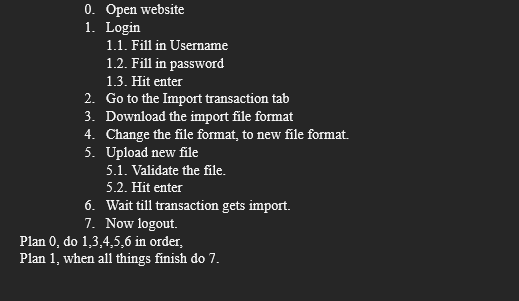 0. Open website
1. Login
1.1. Fill in Username
1.2. Fill in password
1.3. Hit enter
2. Go to the Import transaction tab
3. Download the import file format
4. Change the file format, to new file format.
5. Upload new file
5.1. Validate the file.
5.2. Hit enter
6. Wait till transaction gets import.
7. Now logout.
Plan 0, do 1,3,4,5,6 in order,
Plan 1, when all things finish do 7.